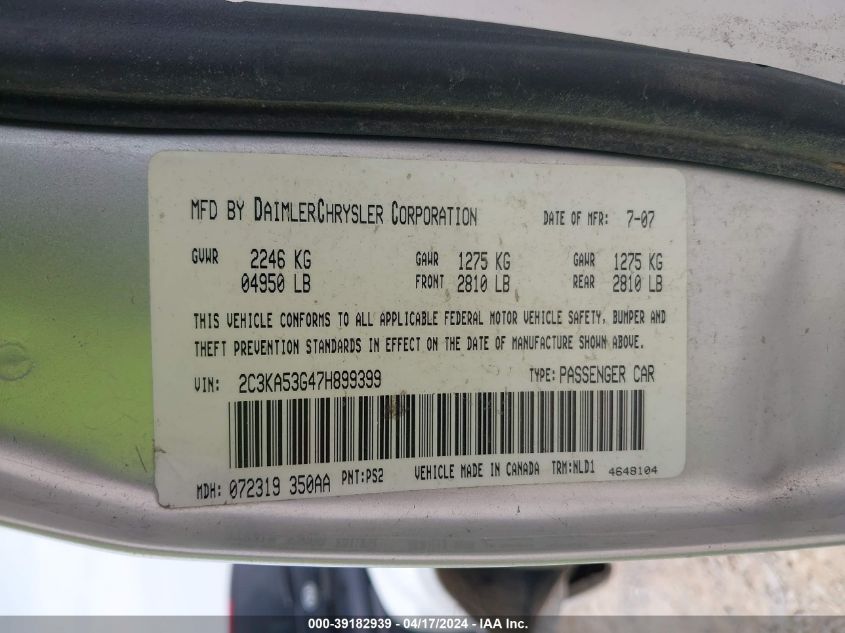 MFD BY DAIMLERCHRYSLER CORPORATION DATE OF MFR: 7-07
GVWR 2246 KG GAWR 1275 KG GAWR 1275 KG
04950 LB FRONT 2810 LB REAR 2810 LB
THIS VEHICLE CONFORMS TO ALL APPLICABLE FEDERAL MOTOR VEHICLE SAFETY, BUMPER AND
THEFT PREVENTION STANDARDS IN EFFECT ON THE DATE OF MANUFACTURE SHOWN ABOVE.
VIN: 2C3KA53G47H899399 TYPE: PASSENGER CAR
MDH: 072319 350AA PNT:PS2 VEHICLE MADE IN CANADA TRM:NLD1 4648104
000-39182939 - 04/17/2024 - IAA Inc.